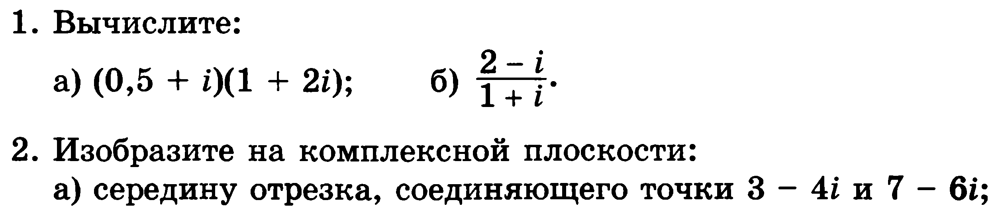 1. Вычислите:
а) (0,5 + i)(1 + 2i); б) \frac{2 - i}{1 + i}.
2. Изобразите на комплексной плоскости:
а) середину отрезка, соединяющего точки 3 − 4i и 7 − 6i;